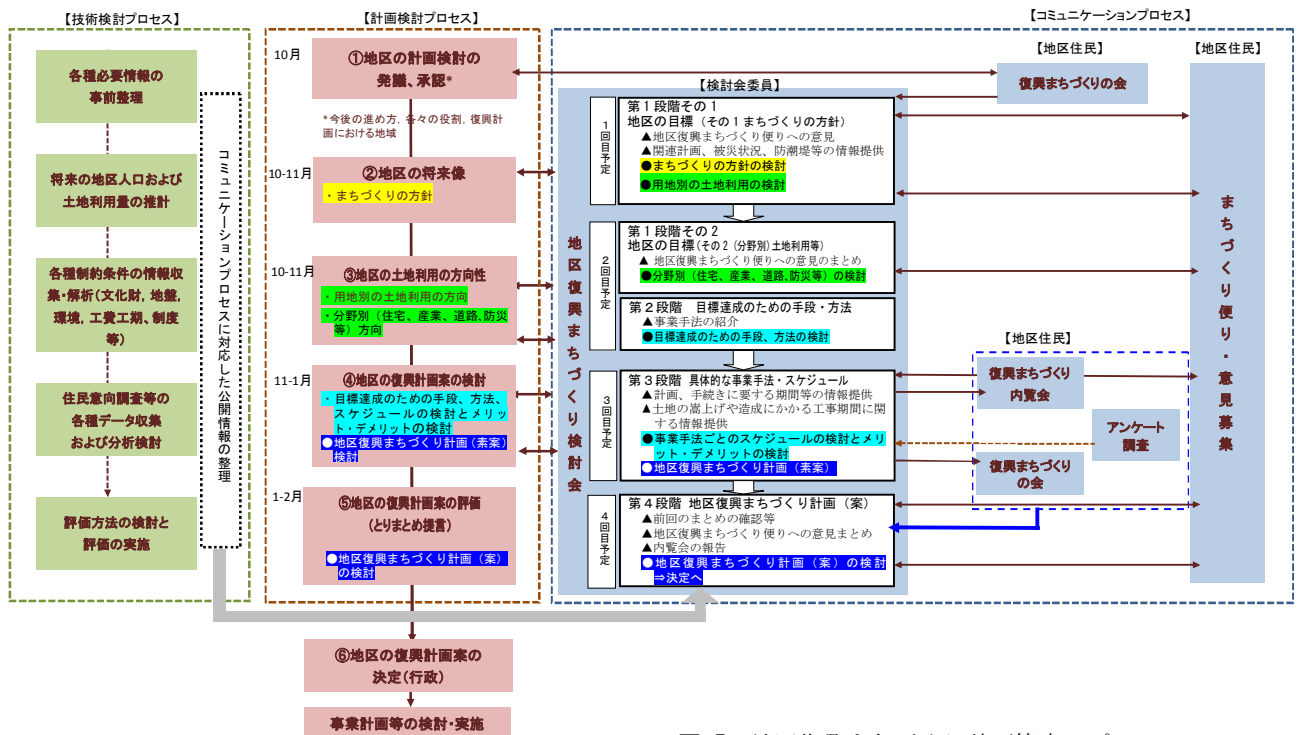 【技術検討プロセス】
各種必要情報の
事前整理
将来の地区人口および
土地利用量の推計
各種制約条件の情報収
集・解析(文化財, 地盤,
環境, 工費工期、制度
等)
住民意向調査等の
各種データ収集
および分析検討
評価方法の検討と
評価の実施
コミュニケーションプロセスに対応した公開情報の整理
【計画検討プロセス】
10月
①地区の計画検討の
発議、承認*
*今後の進め方, 各々の役割, 復興計
画における地域
10-11月
②地区の将来像
・まちづくりの方針
10-11月
③地区の土地利用の方向性
・用地別の土地利用の方向
・分野別(住宅、産業、道路、防災
等)方向
11-1月
④地区の復興計画案の検討
・目標達成のための手段、方法、
スケジュールの検討とメリッ
ト・デメリットの検討
●地区復興まちづくり計画(素案)
検討
1-2月
⑤地区の復興計画案の評価
(とりまとめ提言)
●地区復興まちづくり計画(案)
の検討
⑥地区の復興計画案の
決定(行政)
事業計画等の検討・実施
【コミュニケーションプロセス】
【検討会委員】
地区復興まちづくり検討会
1回目予定
第1段階その1
地区の目標(その1まちづくりの方針)
▲地区復興まちづくり便りへの意見
▲関連計画、被災状況、防潮堤等の情報提供
●まちづくりの方針の検討
●用地別の土地利用の検討
2回目予定
第1段階その2
地区の目標(その2(分野別)土地利用等)
▲ 地区復興まちづくり便りへの意見のまとめ
●分野別(住宅、産業、道路、防災等)の検討
第2段階 目標達成のための手段・方法
▲事業手法の紹介
●目標達成のための手段、方法の検討
3回目予定
第3段階 具体的な事業手法・スケジュール
▲計画、手続きに要する期間等の情報提供
▲土地の嵩上げや造成にかかる工事期間に関
する情報提供
●事業手法ごとのスケジュールの検討とメリ
ット・デメリットの検討
●地区復興まちづくり計画(素案)
4回目予定
第4段階 地区復興まちづくり計画(案)
▲前回のまとめの確認等
▲地区復興まちづくり便りへの意見まとめ
▲内覧会の報告
●地区復興まちづくり計画(案)の検討
⇒決定へ
【地区住民】
復興まちづくりの会
【地区住民】
復興まちづくり
内覧会
アンケート
調査
復興まちづくり
の会
【地区住民】
まちづくり便り・意見募集